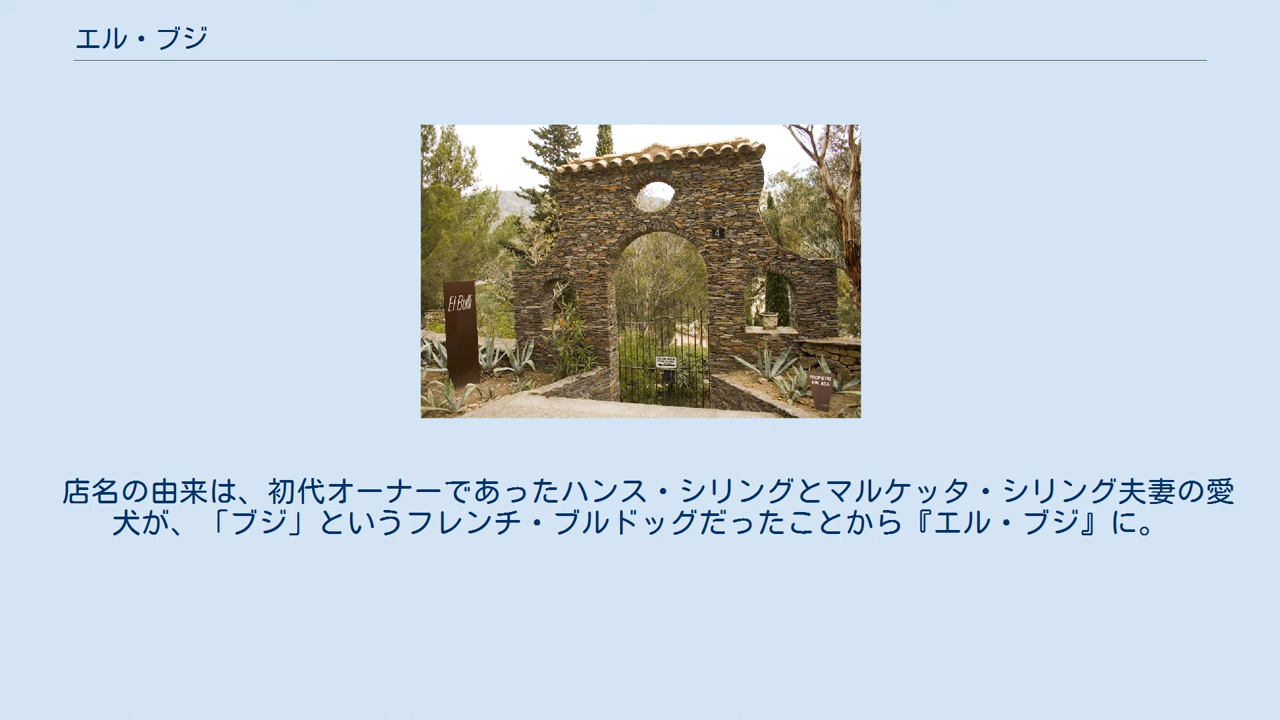 エル・ブジ
El Bulli
4
店名の由来は、初代オーナーであったハンス・シリングとマルケッタ・シリング夫妻の愛
犬が、「ブジ」というフレンチ・ブルドッグだったことから『エル・ブジ』に。